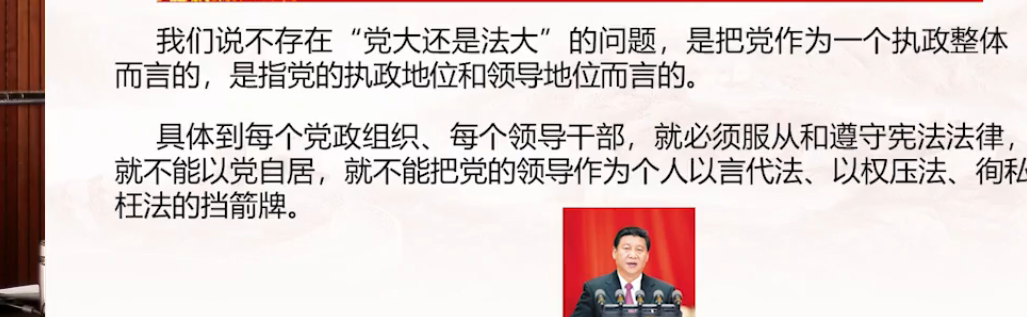 我们说不存在“党大还是法大”的问题，是把党作为一个执政整体
而言的，是指党的执政地位和领导地位而言的。
具体到每个党政组织、每个领导干部，就必须服从和遵守宪法法律，
就不能以党自居，就不能把党的领导作为个人以言代法、以权压法、徇私
枉法的挡箭牌。